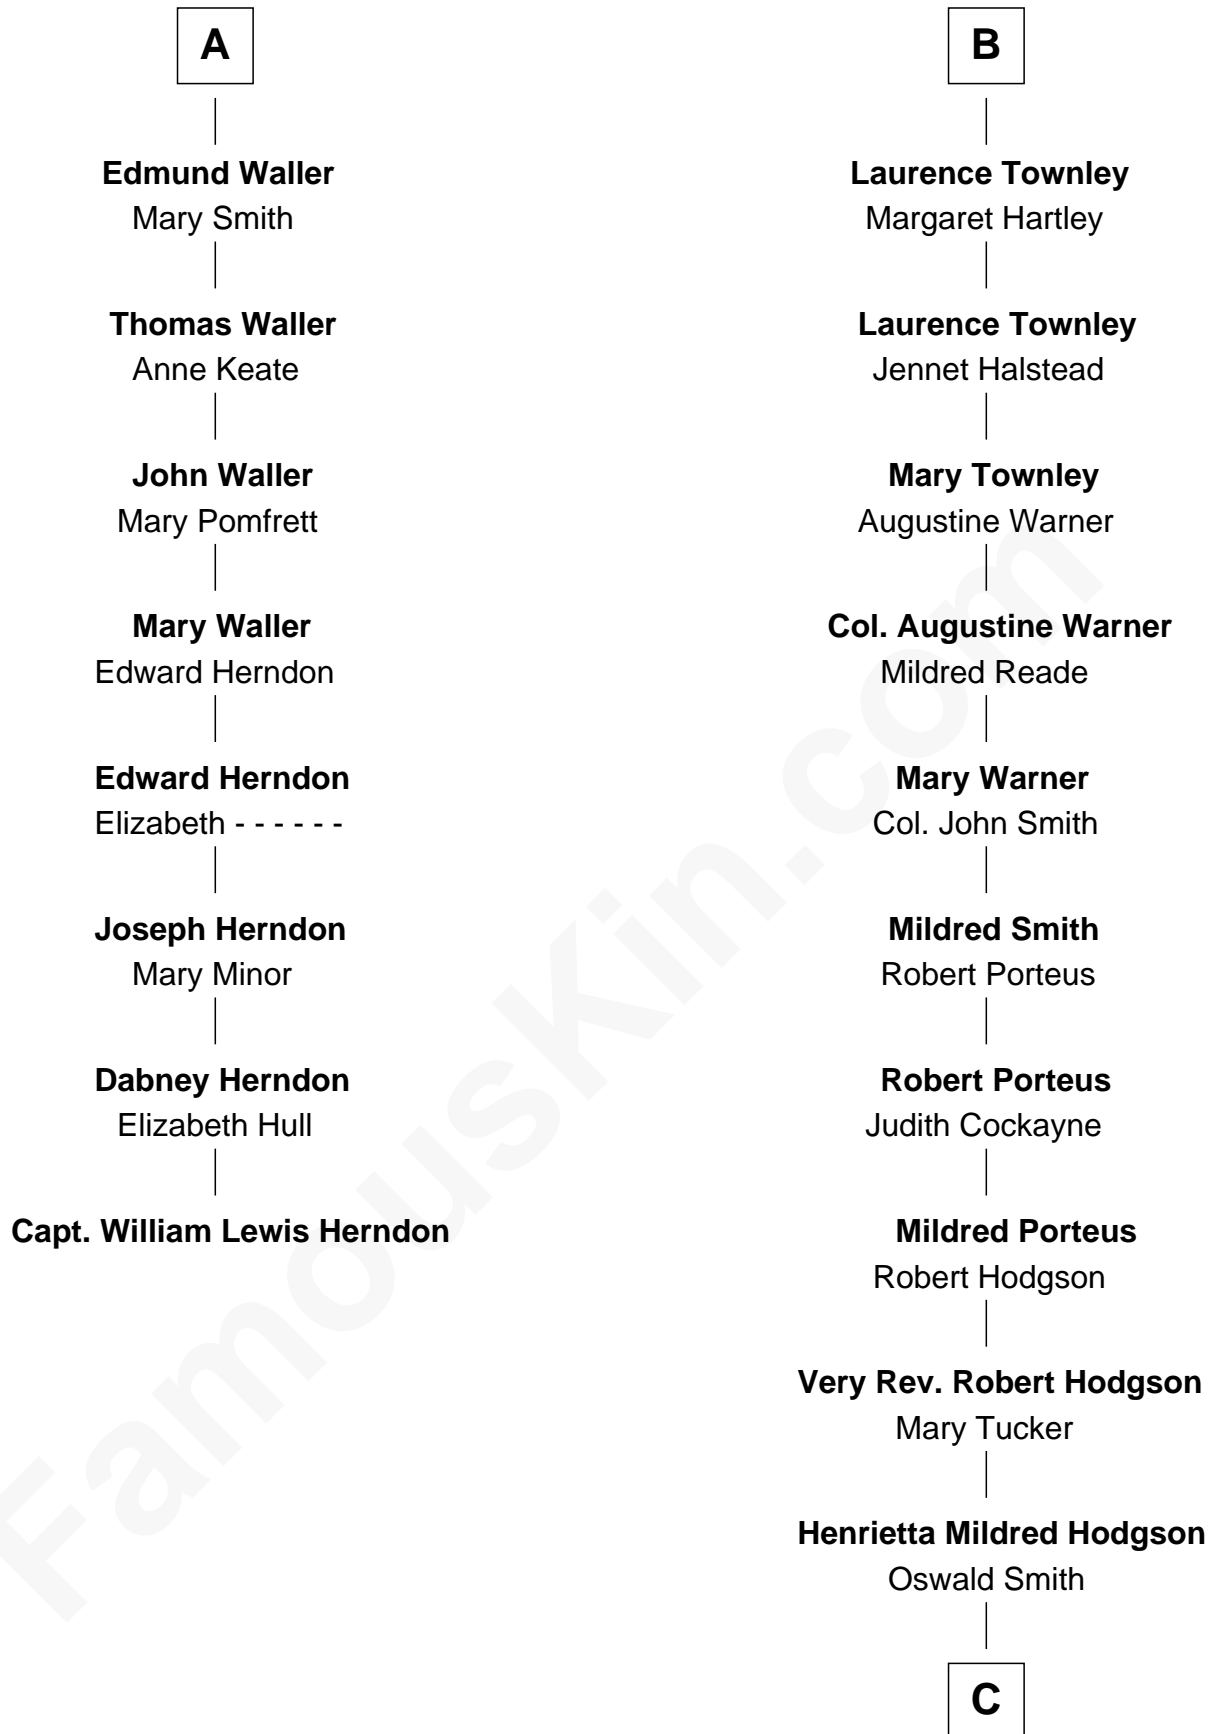 A
Edmund Waller
Mary Smith
Thomas Waller
Anne Keate
John Waller
Mary Pomfrett
Mary Waller
Edward Herndon
Edward Herndon
Elizabeth - - - - - -
Joseph Herndon
Mary Minor
Dabney Herndon
Elizabeth Hull
Capt. William Lewis Herndon
B
Laurence Townley
Margaret Hartley
Laurence Townley
Jennet Halstead
Mary Townley
Augustine Warner
Col. Augustine Warner
Mildred Reade
Mary Warner
Col. John Smith
Mildred Smith
Robert Porteus
Robert Porteus
Judith Cockayne
Mildred Porteus
Robert Hodgson
Very Rev. Robert Hodgson
Mary Tucker
Henrietta Mildred Hodgson
Oswald Smith
C
FamousKin.com